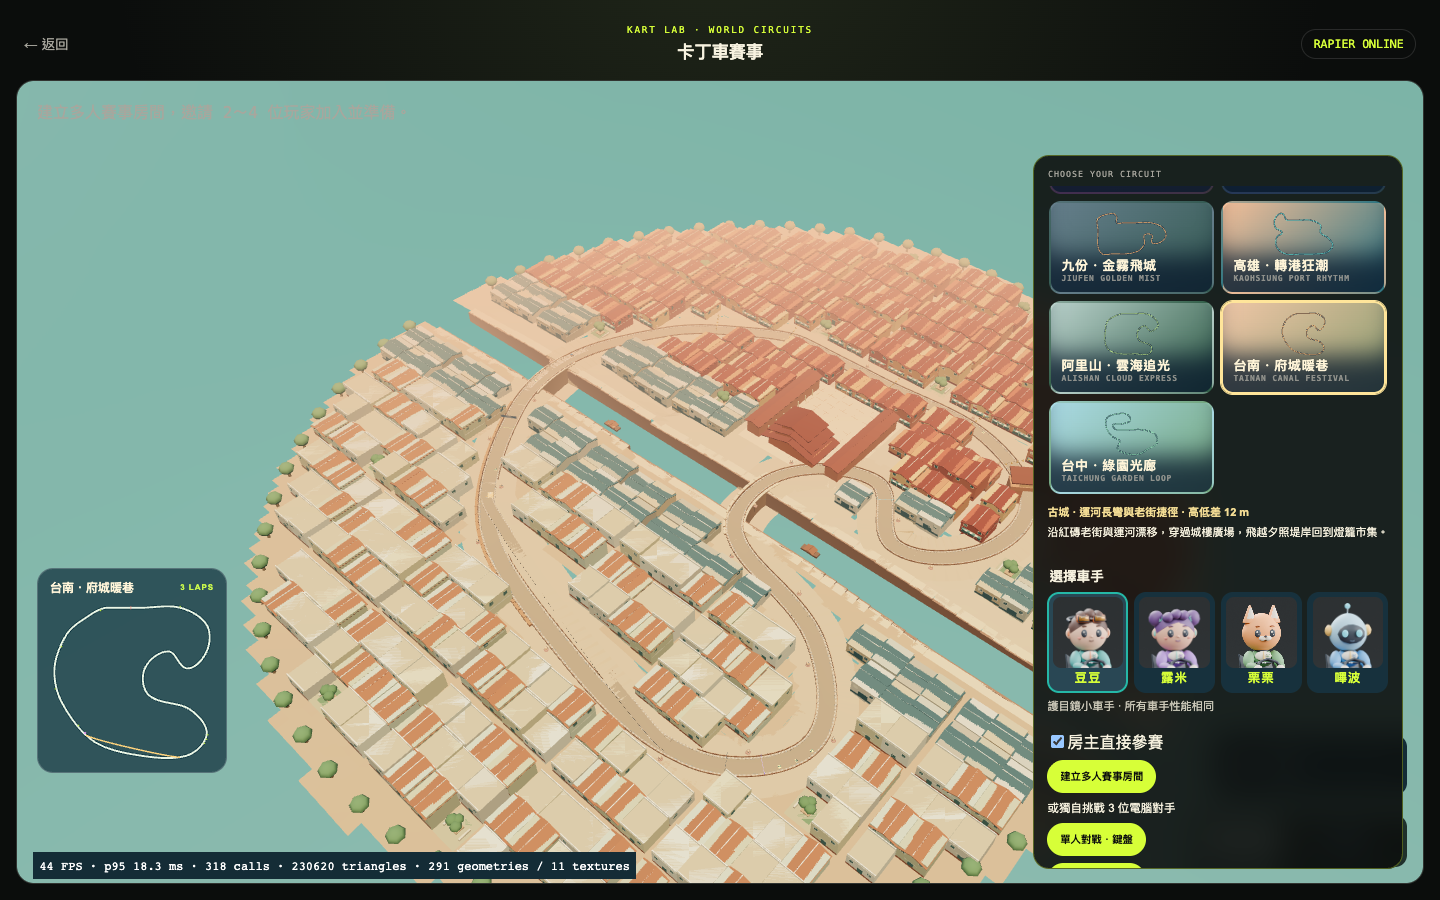 KART LAB · WORLD CIRCUITS
← 返回
卡丁車賽事
RAPIER ONLINE
CHOOSE YOUR CIRCUIT
九份 · 金霧飛城
JIUFEN GOLDEN MIST
高雄 · 轉港狂潮
KAOHSIUNG PORT RHYTHM
阿里山 · 雲海追光
ALISHAN CLOUD EXPRESS
台南 · 府城暖巷
TAINAN CANAL FESTIVAL
台中 · 綠園光廊
TAICHUNG GARDEN LOOP
古城 · 運河長彎與老街捷徑 · 高低差 12 m
沿紅磚老街與運河漂移，穿過城樓廣場，飛越夕照堤岸回到燈籠市集。
選擇車手
豆豆
露米
栗栗
嗶波
護目鏡小車手 · 所有車手性能相同
房主直接參賽
建立多人賽事房間
或獨自挑戰 3 位電腦對手
單人對戰 · 鍵盤
台南 · 府城暖巷
3 LAPS
44 FPS · p95 18.3 ms · 318 calls · 230620 triangles · 291 geometries / 11 textures